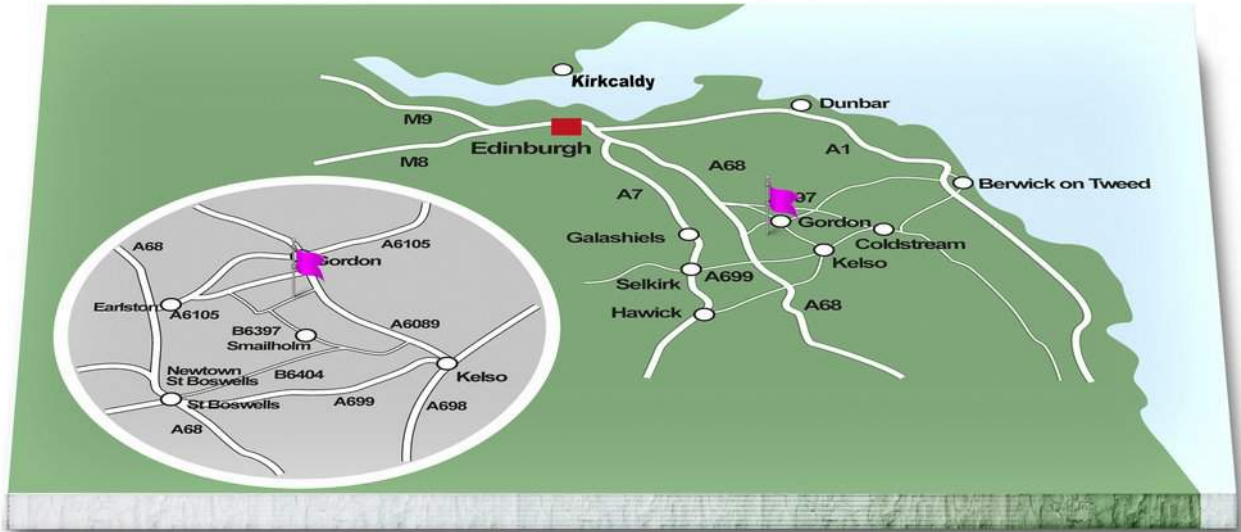 Kirkcaldy
Dunbar
M9
Edinburgh
M8
A68
A1
A7
97
Berwick on Tweed
Gordon
Galashiels
Coldstream
Kelso
Selkirk
A699
Hawick
A68
A68
A6105
Gordon
Earlston
A6105
B6397
Smailholm
A6089
Newtown
St Boswells
B6404
Kelso
St Boswells
A699
A698
A68